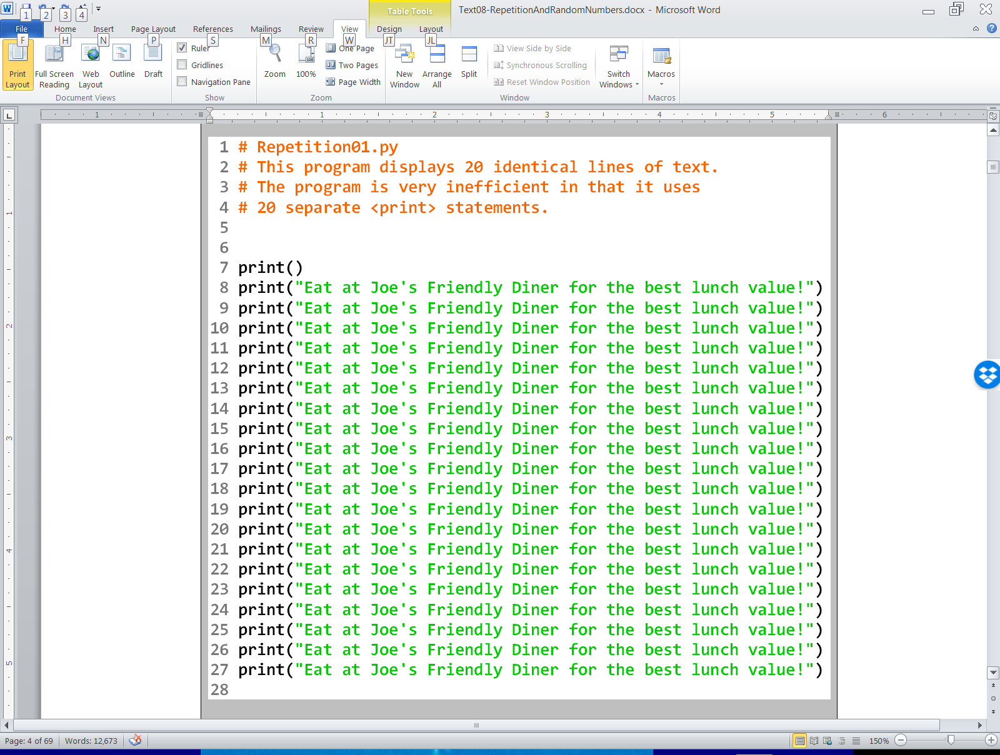 Table Tools
Text08-RepetitionAndRandomNumbers.docx - Microsoft Word
1 2 3 4
File Home Insert Page Layout References Mailings Review View Design Layout
F H N P S M R W JT JL
Print Layout
Full Screen Reading
Web Layout
Outline
Draft
Document Views
Ruler
Gridlines
Navigation Pane
Show
Zoom
100%
One Page
Two Pages
Page Width
Zoom
New Window
Arrange All
Split
View Side by Side
Synchronous Scrolling
Reset Window Position
Window
Switch Windows
Macros
Macros
1 1 2 3 4 5 6
1 # Repetition01.py
2 # This program displays 20 identical lines of text.
3 # The program is very inefficient in that it uses
4 # 20 separate <print> statements.
5
6
7 print()
8 print("Eat at Joe's Friendly Diner for the best lunch value!")
9 print("Eat at Joe's Friendly Diner for the best lunch value!")
10 print("Eat at Joe's Friendly Diner for the best lunch value!")
11 print("Eat at Joe's Friendly Diner for the best lunch value!")
12 print("Eat at Joe's Friendly Diner for the best lunch value!")
13 print("Eat at Joe's Friendly Diner for the best lunch value!")
14 print("Eat at Joe's Friendly Diner for the best lunch value!")
15 print("Eat at Joe's Friendly Diner for the best lunch value!")
16 print("Eat at Joe's Friendly Diner for the best lunch value!")
17 print("Eat at Joe's Friendly Diner for the best lunch value!")
18 print("Eat at Joe's Friendly Diner for the best lunch value!")
19 print("Eat at Joe's Friendly Diner for the best lunch value!")
20 print("Eat at Joe's Friendly Diner for the best lunch value!")
21 print("Eat at Joe's Friendly Diner for the best lunch value!")
22 print("Eat at Joe's Friendly Diner for the best lunch value!")
23 print("Eat at Joe's Friendly Diner for the best lunch value!")
24 print("Eat at Joe's Friendly Diner for the best lunch value!")
25 print("Eat at Joe's Friendly Diner for the best lunch value!")
26 print("Eat at Joe's Friendly Diner for the best lunch value!")
27 print("Eat at Joe's Friendly Diner for the best lunch value!")
28
1
2
3
4
5
Page: 4 of 69 Words: 12,673 150%